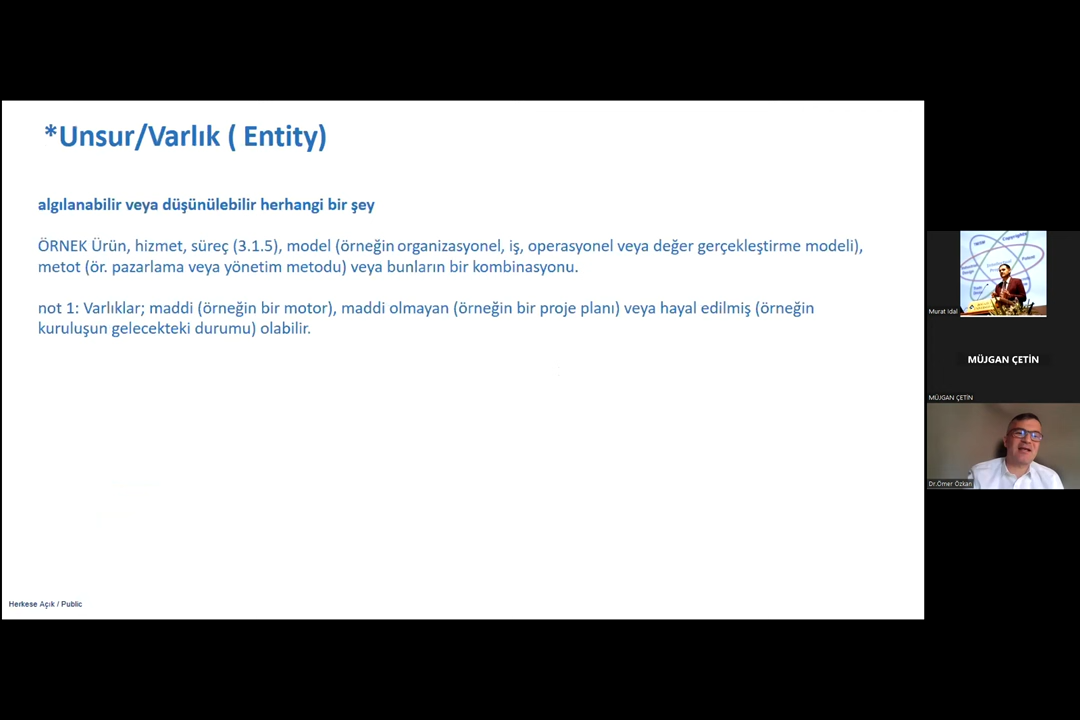 *Unsur/Varlık ( Entity)
algılanabilir veya düşünülebilir herhangi bir şey
ÖRNEK Ürün, hizmet, süreç (3.1.5), model (örneğin organizasyonel, iş, operasyonel veya değer gerçekleştirme modeli),
metot (ör. pazarlama veya yönetim metodu) veya bunların bir kombinasyonu.
not 1: Varlıklar; maddi (örneğin bir motor), maddi olmayan (örneğin bir proje planı) veya hayal edilmiş (örneğin
kuruluşun gelecekteki durumu) olabilir.
Herkese Açık / Public
Murat idal
MÜJGAN ÇETİN
MÜJGAN ÇETİN
Dr.Ömer Özkan